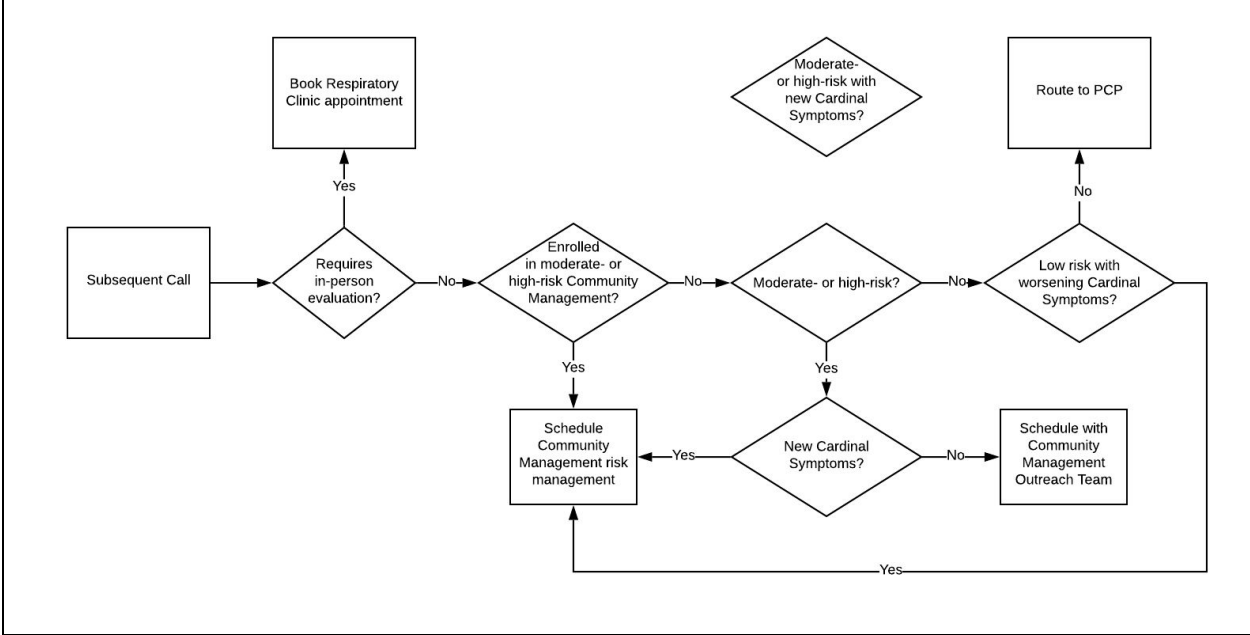 Book Respiratory
Clinic appointment
Moderate-
or high-risk with
new Cardinal
Symptoms?
Route to PCP
Yes
No
Subsequent Call
Requires
in-person
evaluation?
No
Enrolled
in moderate- or
high-risk Community
Management?
No
Moderate- or high-risk?
No
Low risk with
worsening Cardinal
Symptoms?
Yes
Yes
Schedule
Community
Management risk
management
Yes
New Cardinal
Symptoms?
No
Schedule with
Community
Management
Outreach Team
Yes